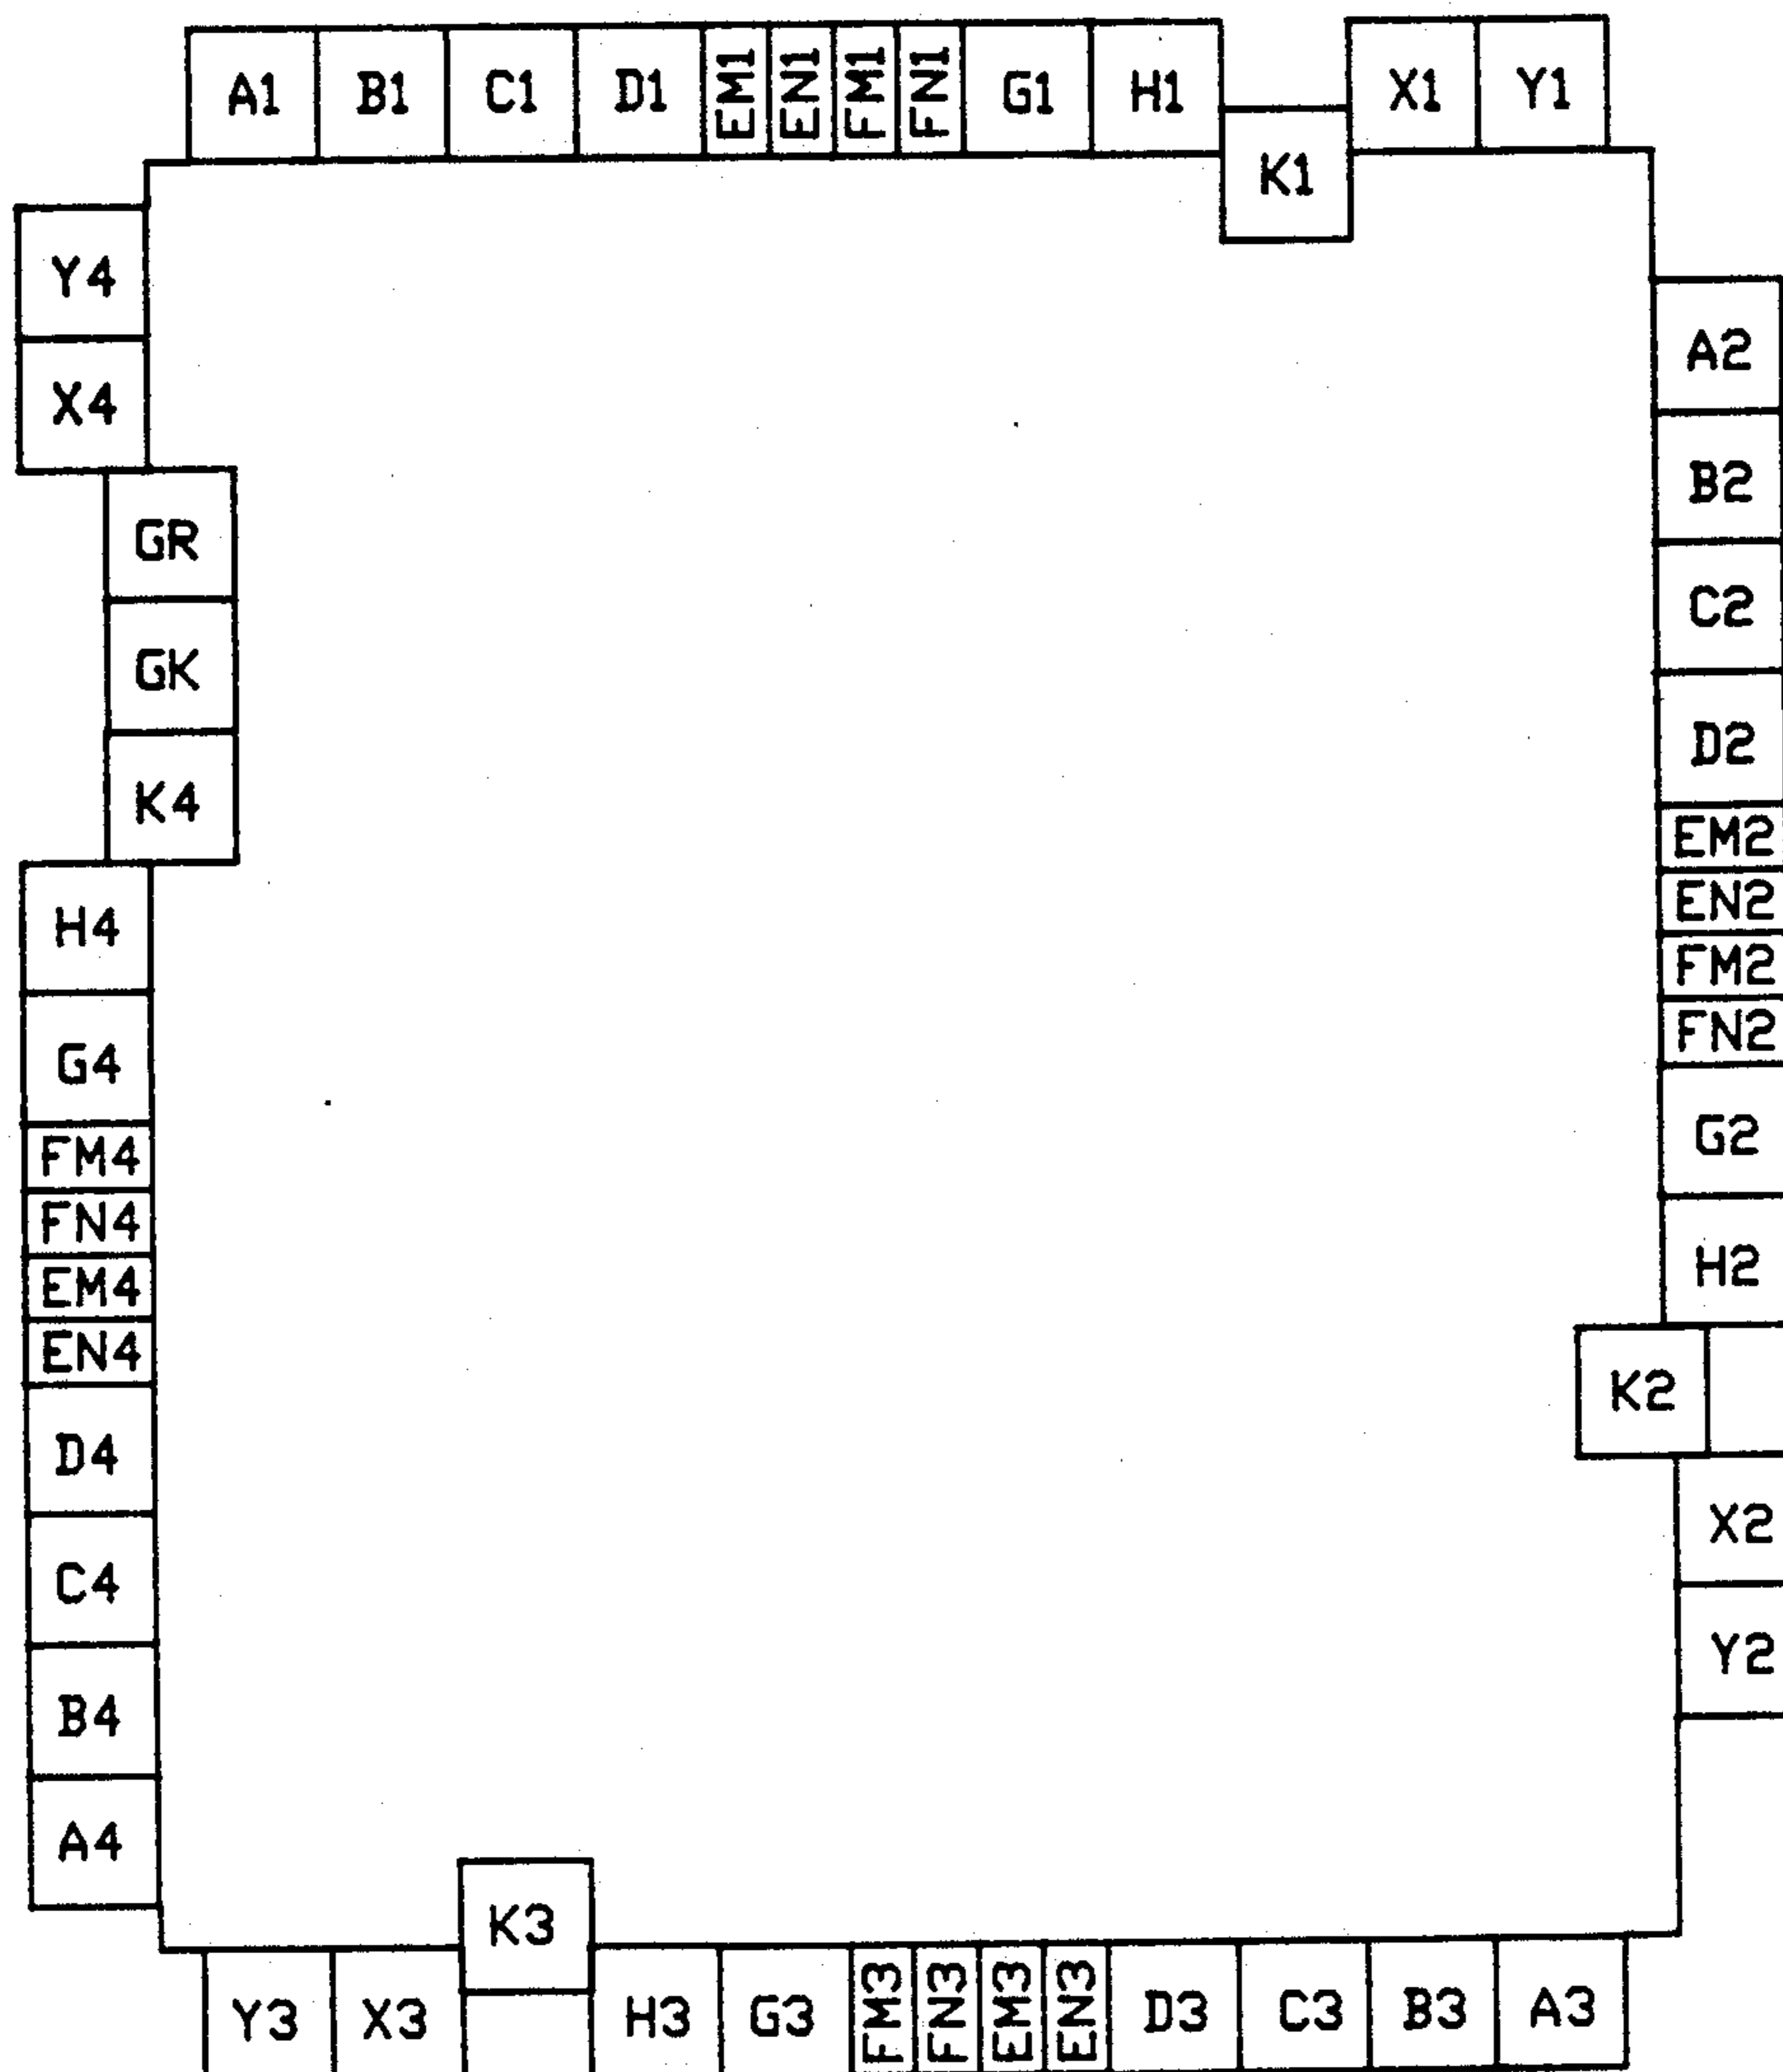 A1 B1 C1 D1 EM1 EN1 FM1 FN1 G1 H1 X1 Y1
K1
Y4
A2
X4
B2
GR
C2
GK
D2
K4
EM2
EN2
H4
FM2
FN2
G4
G2
FM4
FN4
H2
EM4
EN4
K2
D4
X2
C4
Y2
B4
A4
K3
Y3 X3 H3 G3 FM3 FN3 EM3 EN3 D3 C3 B3 A3